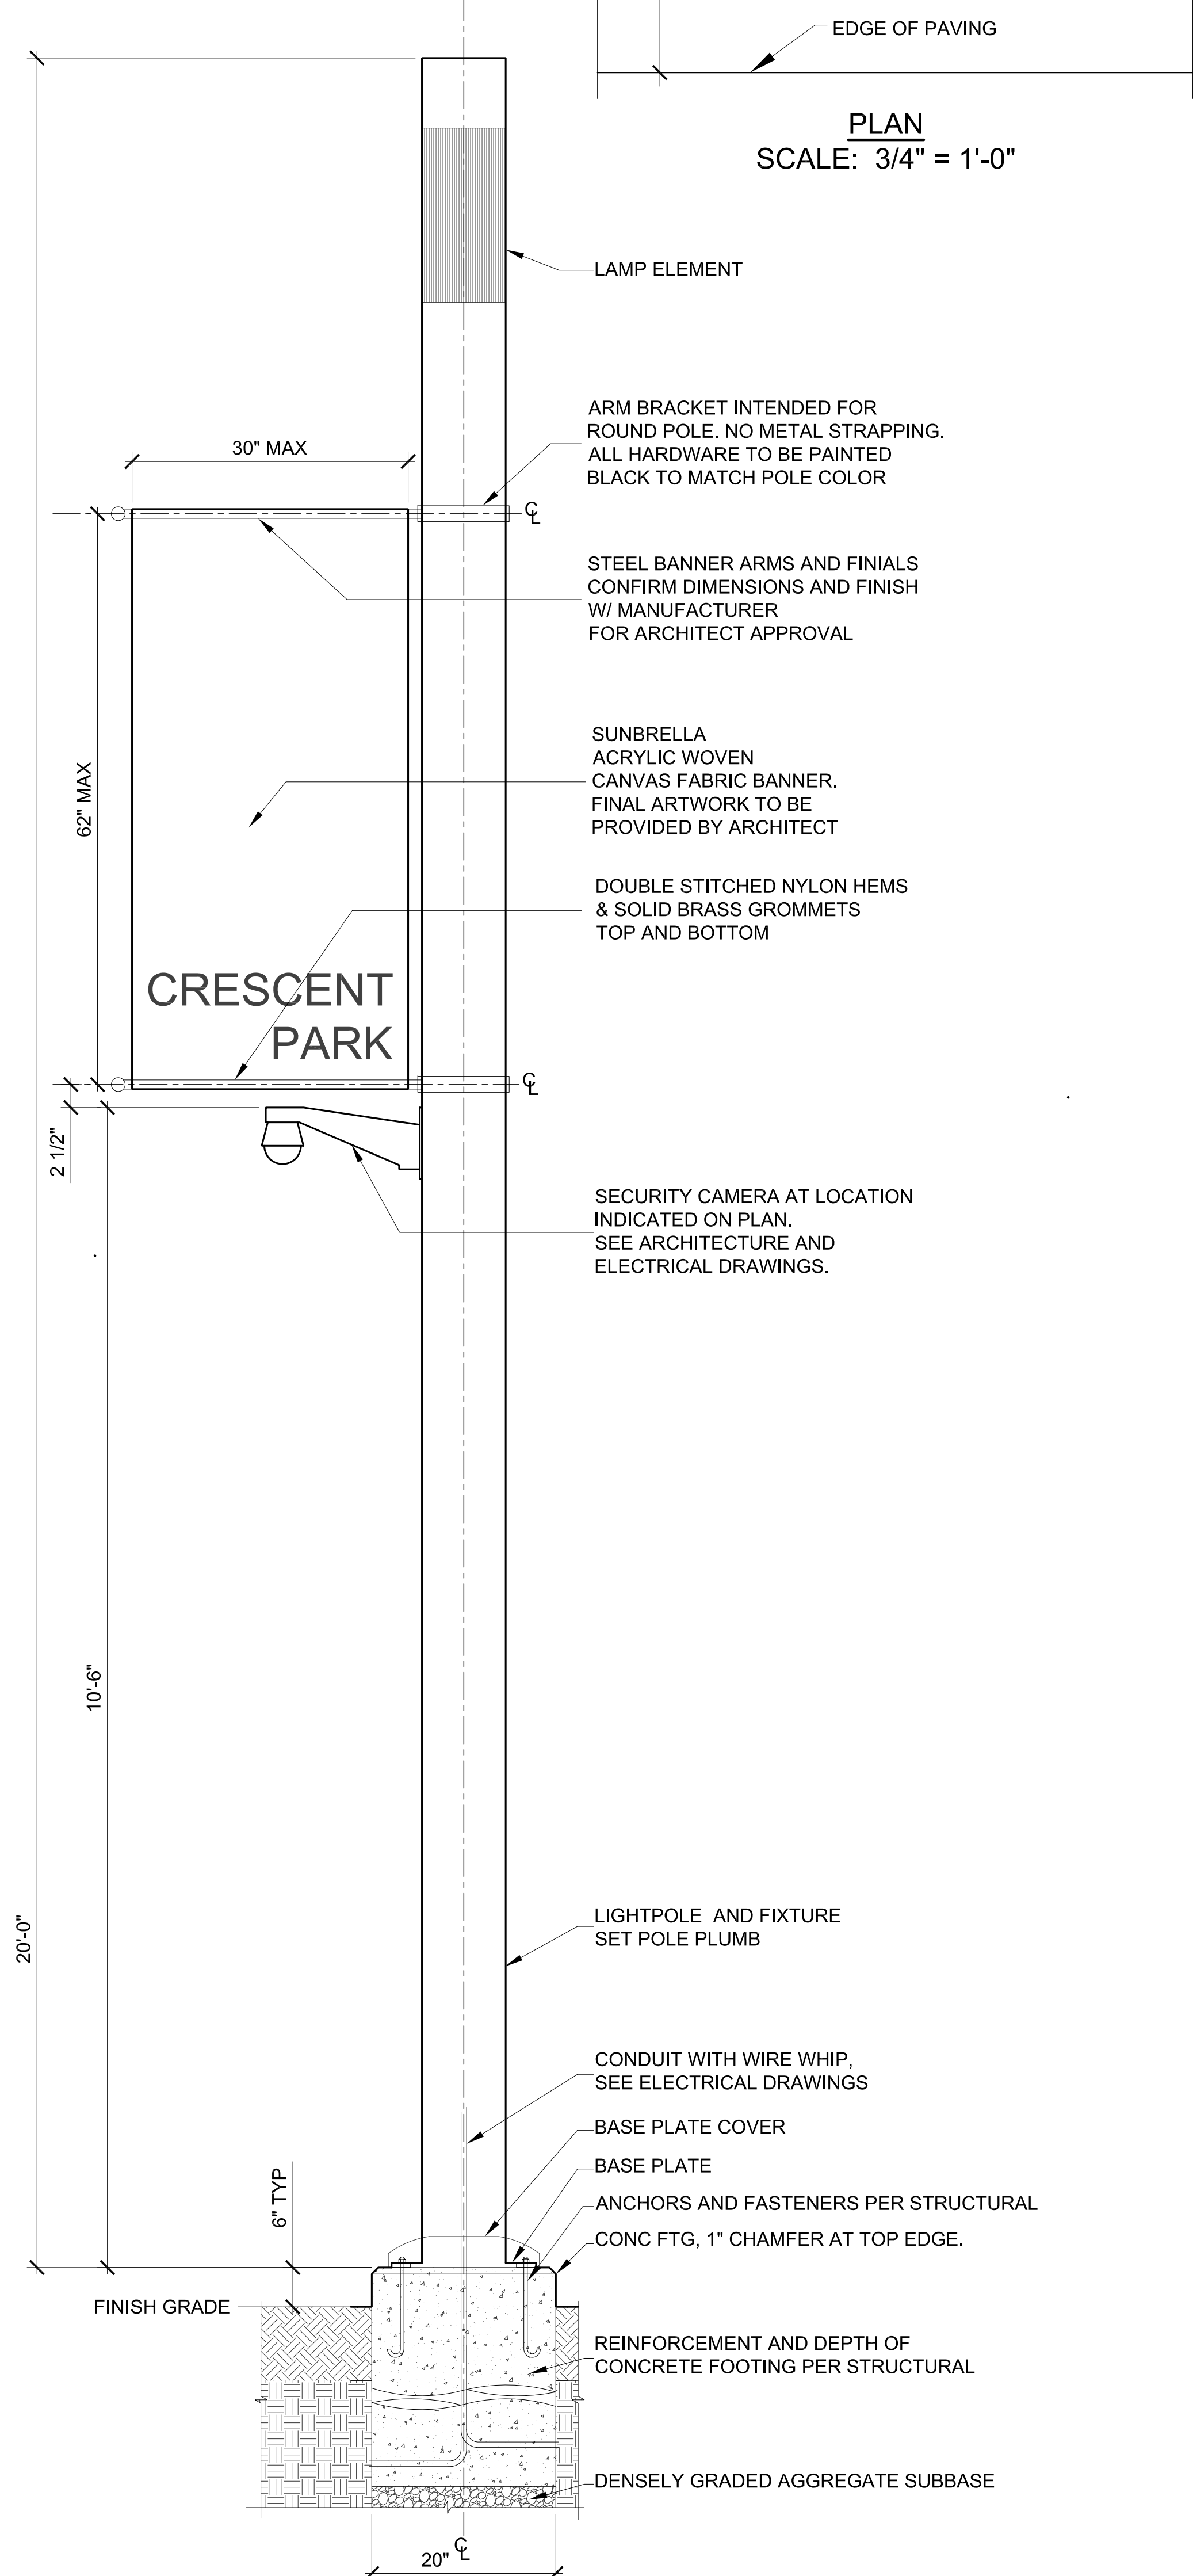 EDGE OF PAVING
PLAN
SCALE: 3/4" = 1'-0"
LAMP ELEMENT
ARM BRACKET INTENDED FOR
ROUND POLE. NO METAL STRAPPING.
ALL HARDWARE TO BE PAINTED
BLACK TO MATCH POLE COLOR
30" MAX
CL
STEEL BANNER ARMS AND FINIALS
CONFIRM DIMENSIONS AND FINISH
W/ MANUFACTURER
FOR ARCHITECT APPROVAL
SUNBRELLA
ACRYLIC WOVEN
CANVAS FABRIC BANNER.
FINAL ARTWORK TO BE
PROVIDED BY ARCHITECT
62" MAX
DOUBLE STITCHED NYLON HEMS
& SOLID BRASS GROMMETS
TOP AND BOTTOM
CRESCENT
PARK
CL
2 1/2"
SECURITY CAMERA AT LOCATION
INDICATED ON PLAN.
SEE ARCHITECTURE AND
ELECTRICAL DRAWINGS.
10'-6"
20'-0"
LIGHTPOLE AND FIXTURE
SET POLE PLUMB
CONDUIT WITH WIRE WHIP,
SEE ELECTRICAL DRAWINGS
BASE PLATE COVER
BASE PLATE
6" TYP
ANCHORS AND FASTENERS PER STRUCTURAL
CONC FTG, 1" CHAMFER AT TOP EDGE.
FINISH GRADE
REINFORCEMENT AND DEPTH OF
CONCRETE FOOTING PER STRUCTURAL
DENSELY GRADED AGGREGATE SUBBASE
CL
20"